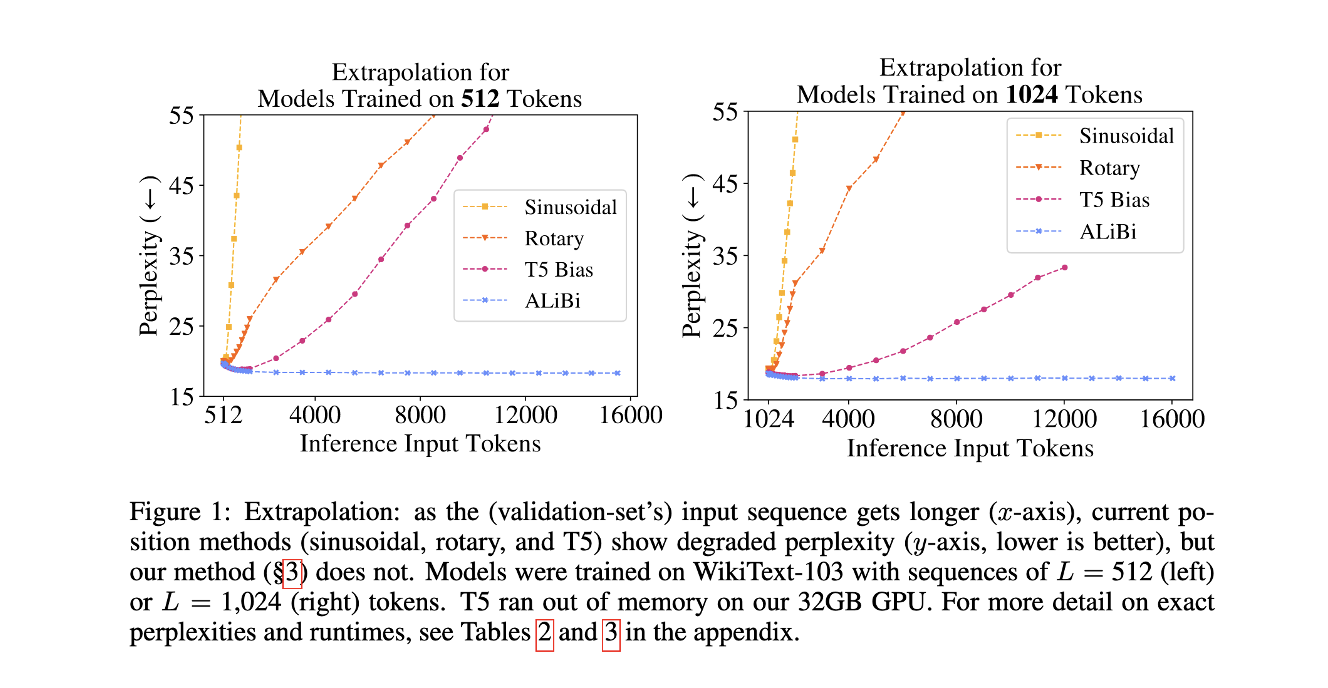 Extrapolation for
Models Trained on 512 Tokens
55
45
35
25
15
Perplexity (←)
Sinusoidal
Rotary
T5 Bias
ALiBi
512 4000 8000 12000 16000
Inference Input Tokens
Extrapolation for
Models Trained on 1024 Tokens
55
45
35
25
15
Perplexity (←)
Sinusoidal
Rotary
T5 Bias
ALiBi
1024 4000 8000 12000 16000
Inference Input Tokens
Figure 1: Extrapolation: as the (validation-set's) input sequence gets longer (x-axis), current po-
sition methods (sinusoidal, rotary, and T5) show degraded perplexity (y-axis, lower is better), but
our method (§3) does not. Models were trained on WikiText-103 with sequences of L = 512 (left)
or L = 1,024 (right) tokens. T5 ran out of memory on our 32GB GPU. For more detail on exact
perplexities and runtimes, see Tables 2 and 3 in the appendix.